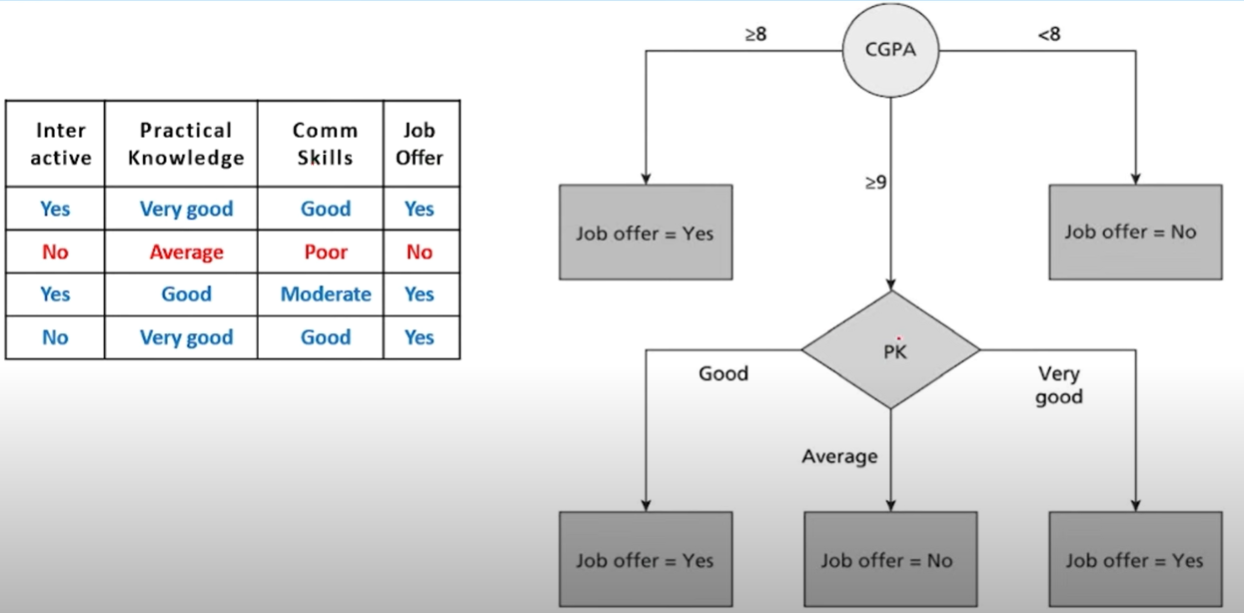 Inter active | Practical Knowledge | Comm Skills | Job Offer
Yes | Very good | Good | Yes
No | Average | Poor | No
Yes | Good | Moderate | Yes
No | Very good | Good | Yes
CGPA
≥8
<8
≥9
Job offer = Yes
Job offer = No
PK
Good
Very
good
Average
Job offer = Yes
Job offer = No
Job offer = Yes